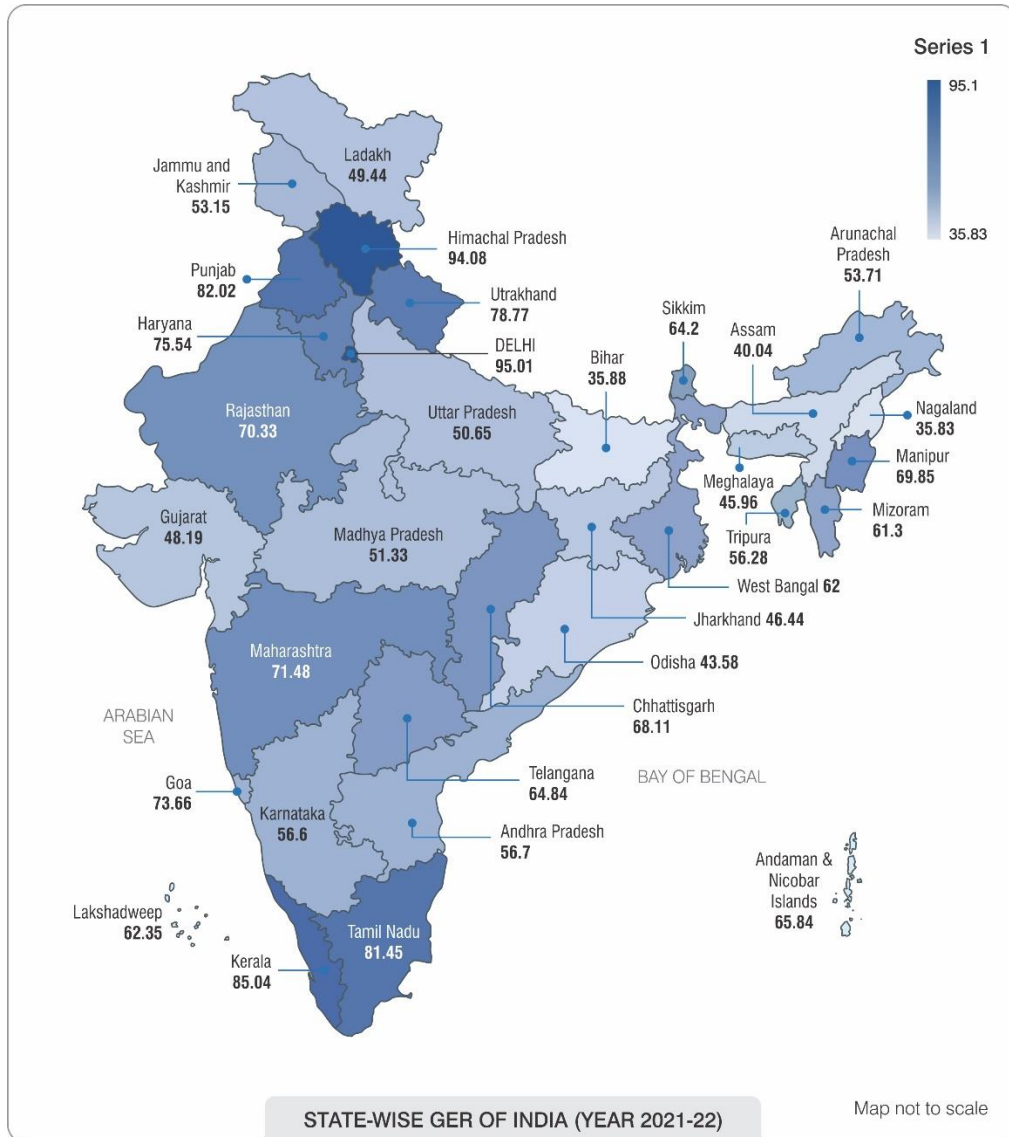 Series 1
95.1
35.83
Ladakh
49.44
Jammu and
Kashmir
53.15
Himachal Pradesh
94.08
Punjab
82.02
Utrakhand
78.77
Haryana
75.54
DELHI
95.01
Arunachal
Pradesh
53.71
Sikkim
64.2
Assam
40.04
Bihar
35.88
Rajasthan
70.33
Uttar Pradesh
50.65
Nagaland
35.83
Manipur
69.85
Meghalaya
45.96
Mizoram
61.3
Tripura
56.28
Gujarat
48.19
Madhya Pradesh
51.33
West Bangal 62
Jharkhand 46.44
Odisha 43.58
Maharashtra
71.48
Chhattisgarh
68.11
ARABIAN
SEA
Telangana
64.84
BAY OF BENGAL
Goa
73.66
Karnataka
56.6
Andhra Pradesh
56.7
Andaman &
Nicobar
Islands
65.84
Lakshadweep
62.35
Tamil Nadu
81.45
Kerala
85.04
STATE-WISE GER OF INDIA (YEAR 2021-22)
Map not to scale